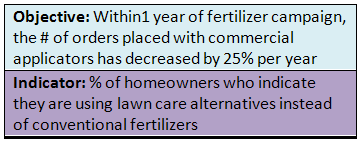 Objective: Within1 year of fertilizer campaign,
the # of orders placed with commercial
applicators has decreased by 25% per year
Indicator: % of homeowners who indicate
they are using lawn care alternatives instead
of conventional fertilizers